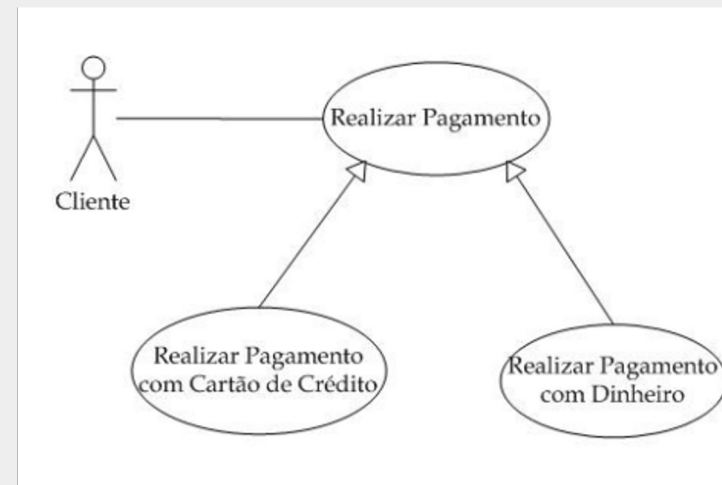 Realizar Pagamento
Cliente
Realizar Pagamento
com Cartão de Crédito
Realizar Pagamento
com Dinheiro